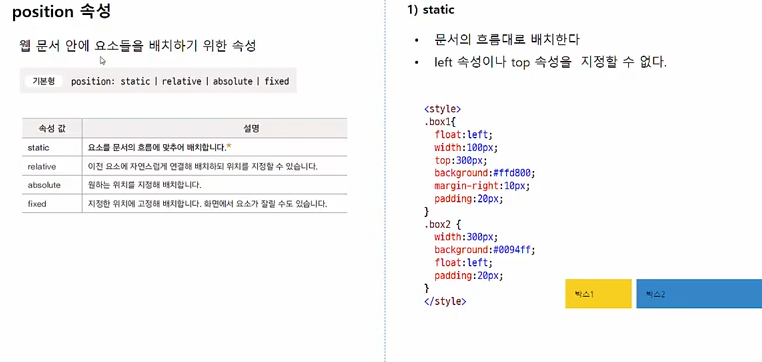 position 속성
웹 문서 안에 요소들을 배치하기 위한 속성
기본형 position: static | relative | absolute | fixed
속성 값 설명
static 요소를 문서의 흐름에 맞추어 배치합니다.*
relative 이전 요소에 자연스럽게 연결해 배치하되 위치를 지정할 수 있습니다.
absolute 원하는 위치를 지정해 배치합니다.
fixed 지정한 위치에 고정해 배치합니다. 화면에서 요소가 잘릴 수도 있습니다.
1) static
• 문서의 흐름대로 배치한다
• left 속성이나 top 속성을 지정할 수 없다.
<style>
.box1{
float:left;
width:100px;
top:300px;
background:#ffd800;
margin-right:10px;
padding:20px;
}
.box2 {
width:300px;
background:#0094ff;
float:left;
padding:20px;
}
</style>
박스1
박스2